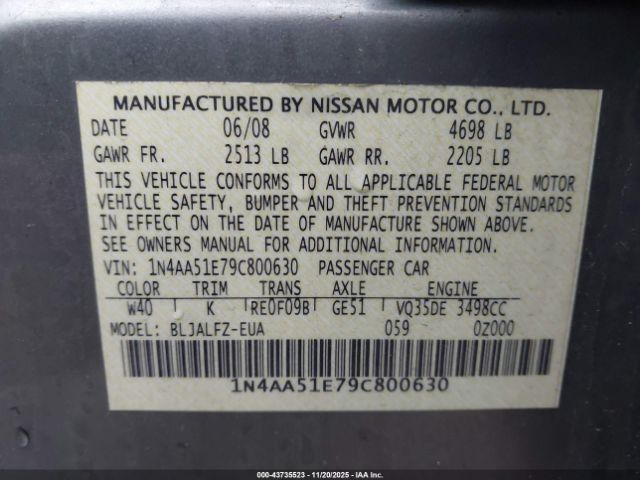 MANUFACTURED BY NISSAN MOTOR CO., LTD.
DATE 06/08 GVWR 4698 LB
GAWR FR. 2513 LB GAWR RR. 2205 LB
THIS VEHICLE CONFORMS TO ALL APPLICABLE FEDERAL MOTOR
VEHICLE SAFETY, BUMPER AND THEFT PREVENTION STANDARDS
IN EFFECT ON THE DATE OF MANUFACTURE SHOWN ABOVE.
SEE OWNERS MANUAL FOR ADDITIONAL INFORMATION.
VIN: 1N4AA51E79C800630 PASSENGER CAR
COLOR TRIM TRANS AXLE ENGINE
W40 K RE0F09B GE51 VQ35DE 3498CC
MODEL: BLJALFZ-EUA 059 0Z000
1N4AA51E79C800630
000-43735523 - 11/20/2025 - IAA Inc.